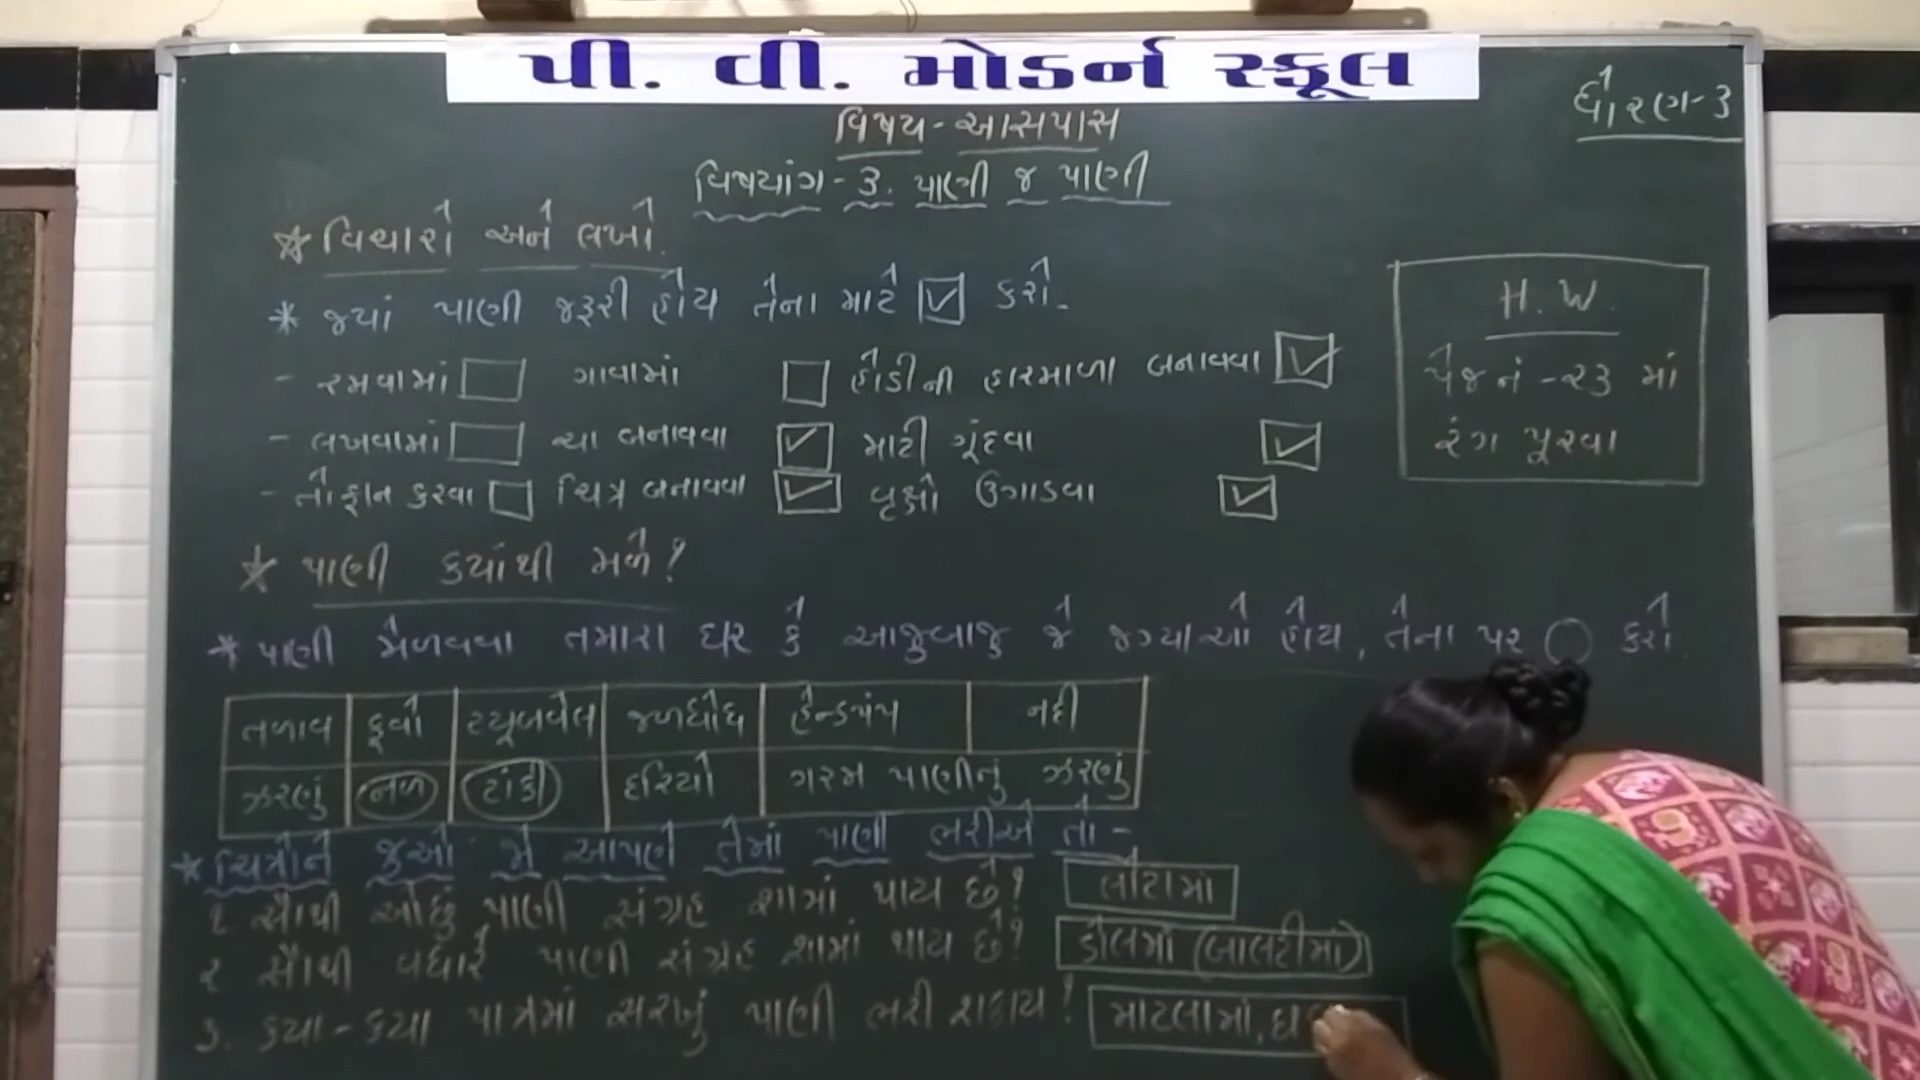 પી. વી. મોડર્ન સ્કૂલ
ધોરણ-૩
વિષય - આસપાસ
વિષયાંગ - ૩. પાણી જ પાણી
વિચારો અને લખો.
જ્યાં પાણી જરૂરી હોય તેના માટે ☑ કરો.
- રમવામાં ☐ ગાવામાં ☐ હોડીની હારમાળા બનાવવા ☑
- લખવામાં ☐ ચા બનાવવા ☑ માટી ગૂંદવા ☑
- તોફાન કરવા ☐ ચિત્ર બનાવવા ☑ વૃક્ષો ઉગાડવા ☑
H.W.
પેજ નં - ૨૩ માં
રંગ પૂરવા
પાણી કયાંથી મળે?
પાણી મેળવવા તમારા ઘર કે આજુબાજુ જે જગ્યાઓ હોય, તેના પર ○ કરો.
તળાવ કૂવો ટ્યૂબવેલ જળધોધ હેન્ડપંપ નદી
ઝરણું નળ ટાંકી દરિયો ગરમ પાણીનું ઝરણું
ચિત્રોને જુઓ જો આપણે તેમાં પાણી ભરીએ તો -
૧. સૌથી ઓછું પાણી સંગ્રહ શામાં થાય છે? લોટામાં
૨ સૌથી વધારે પાણી સંગ્રહ શામાં થાય છે? ડોલમાં (બાલટીમાં)
૩. કયા - કયા પાત્રમાં સરખું પાણી ભરી શકાય? માટલામાં,